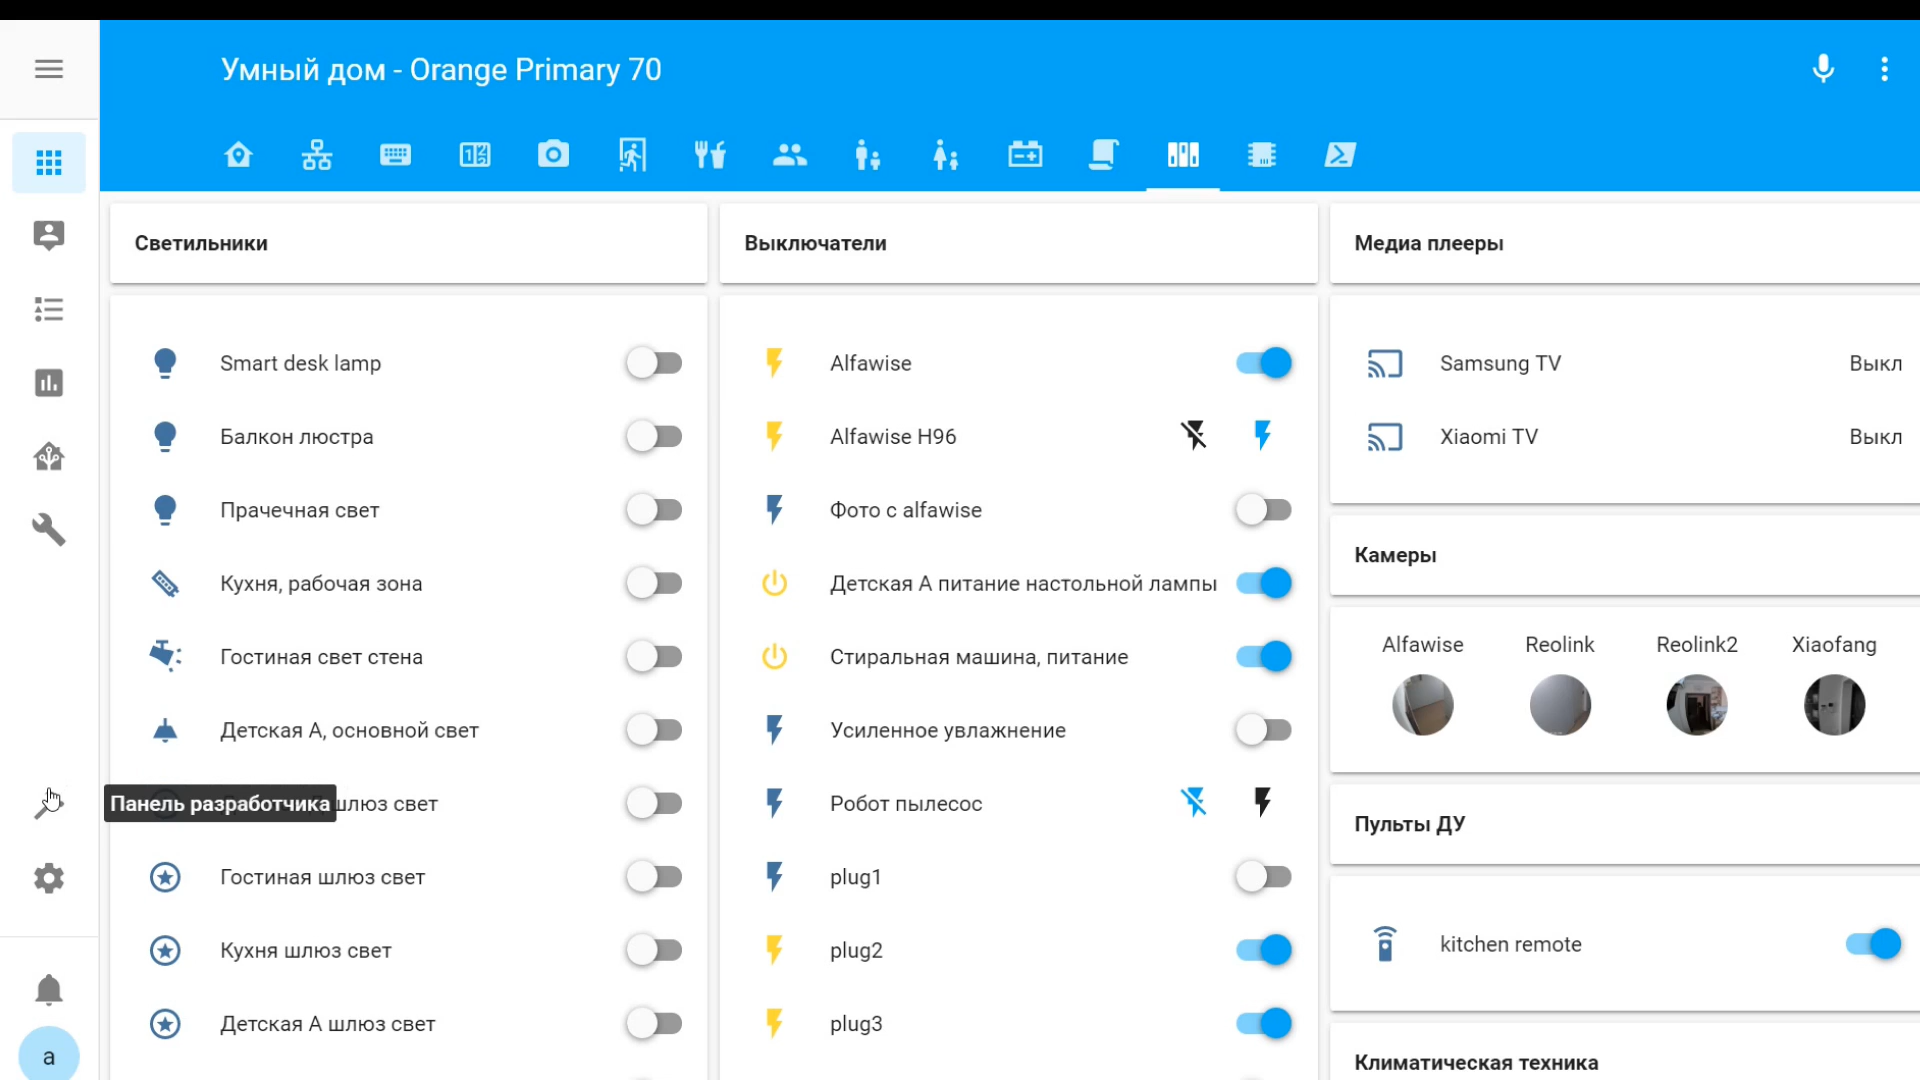 Умный дом - Orange Primary 70
Светильники
Smart desk lamp
Балкон люстра
Прачечная свет
Кухня, рабочая зона
Гостиная свет стена
Детская А, основной свет
Панель разработчика
шлюз свет
Гостиная шлюз свет
Кухня шлюз свет
Детская А шлюз свет
a
Выключатели
Alfawise
Alfawise H96
Фото с alfawise
Детская А питание настольной лампы
Стиральная машина, питание
Усиленное увлажнение
Робот пылесос
plug1
plug2
plug3
Медиа плееры
Samsung TV Выкл
Xiaomi TV Выкл
Камеры
Alfawise Reolink Reolink2 Xiaofang
Пульты ДУ
kitchen remote
Климатическая техника